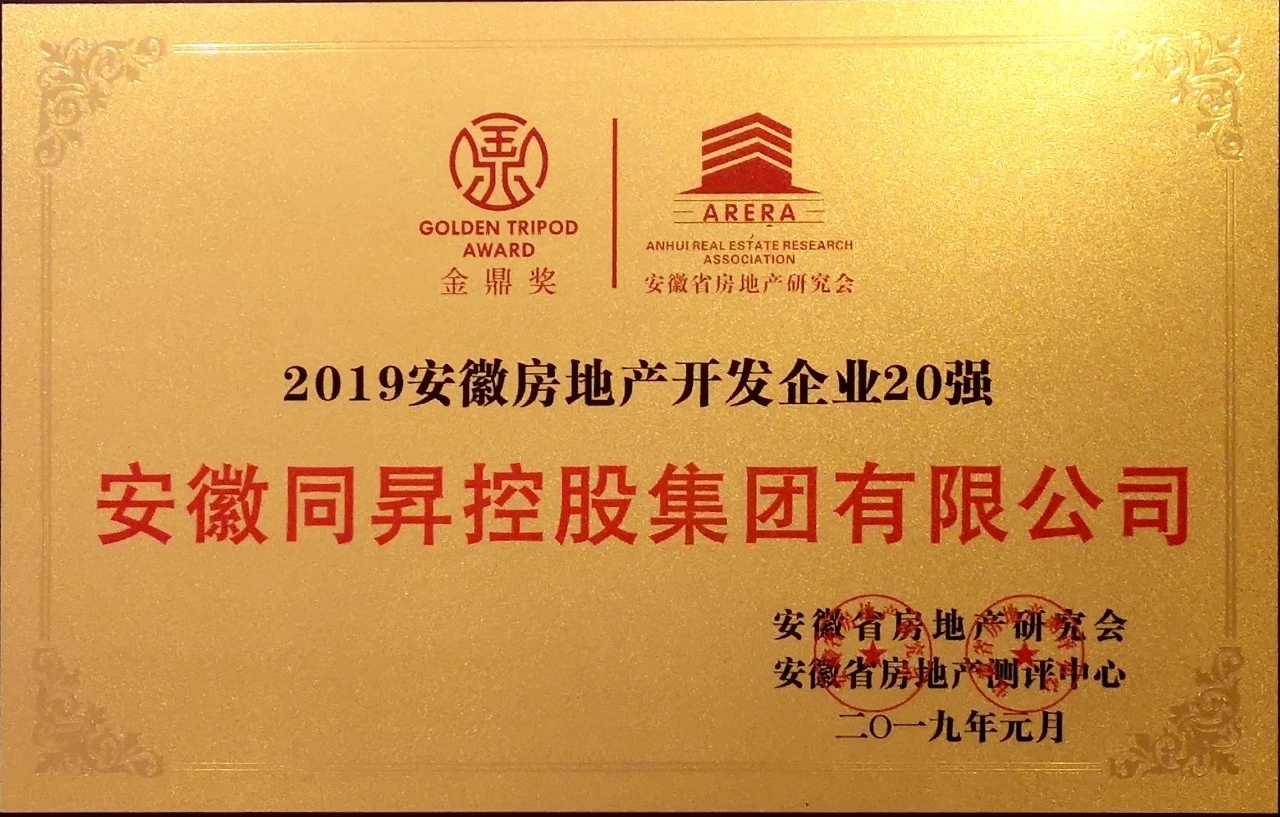 GOLDEN TRIPOD
AWARD
金鼎奖
ARERA
ANHUI REAL ESTATE RESEARCH
ASSOCIATION
安徽省房地产研究会
2019安徽房地产开发企业20强
安徽同昇控股集团有限公司
安徽省房地产研究会
安徽省房地产测评中心
二〇一九年元月